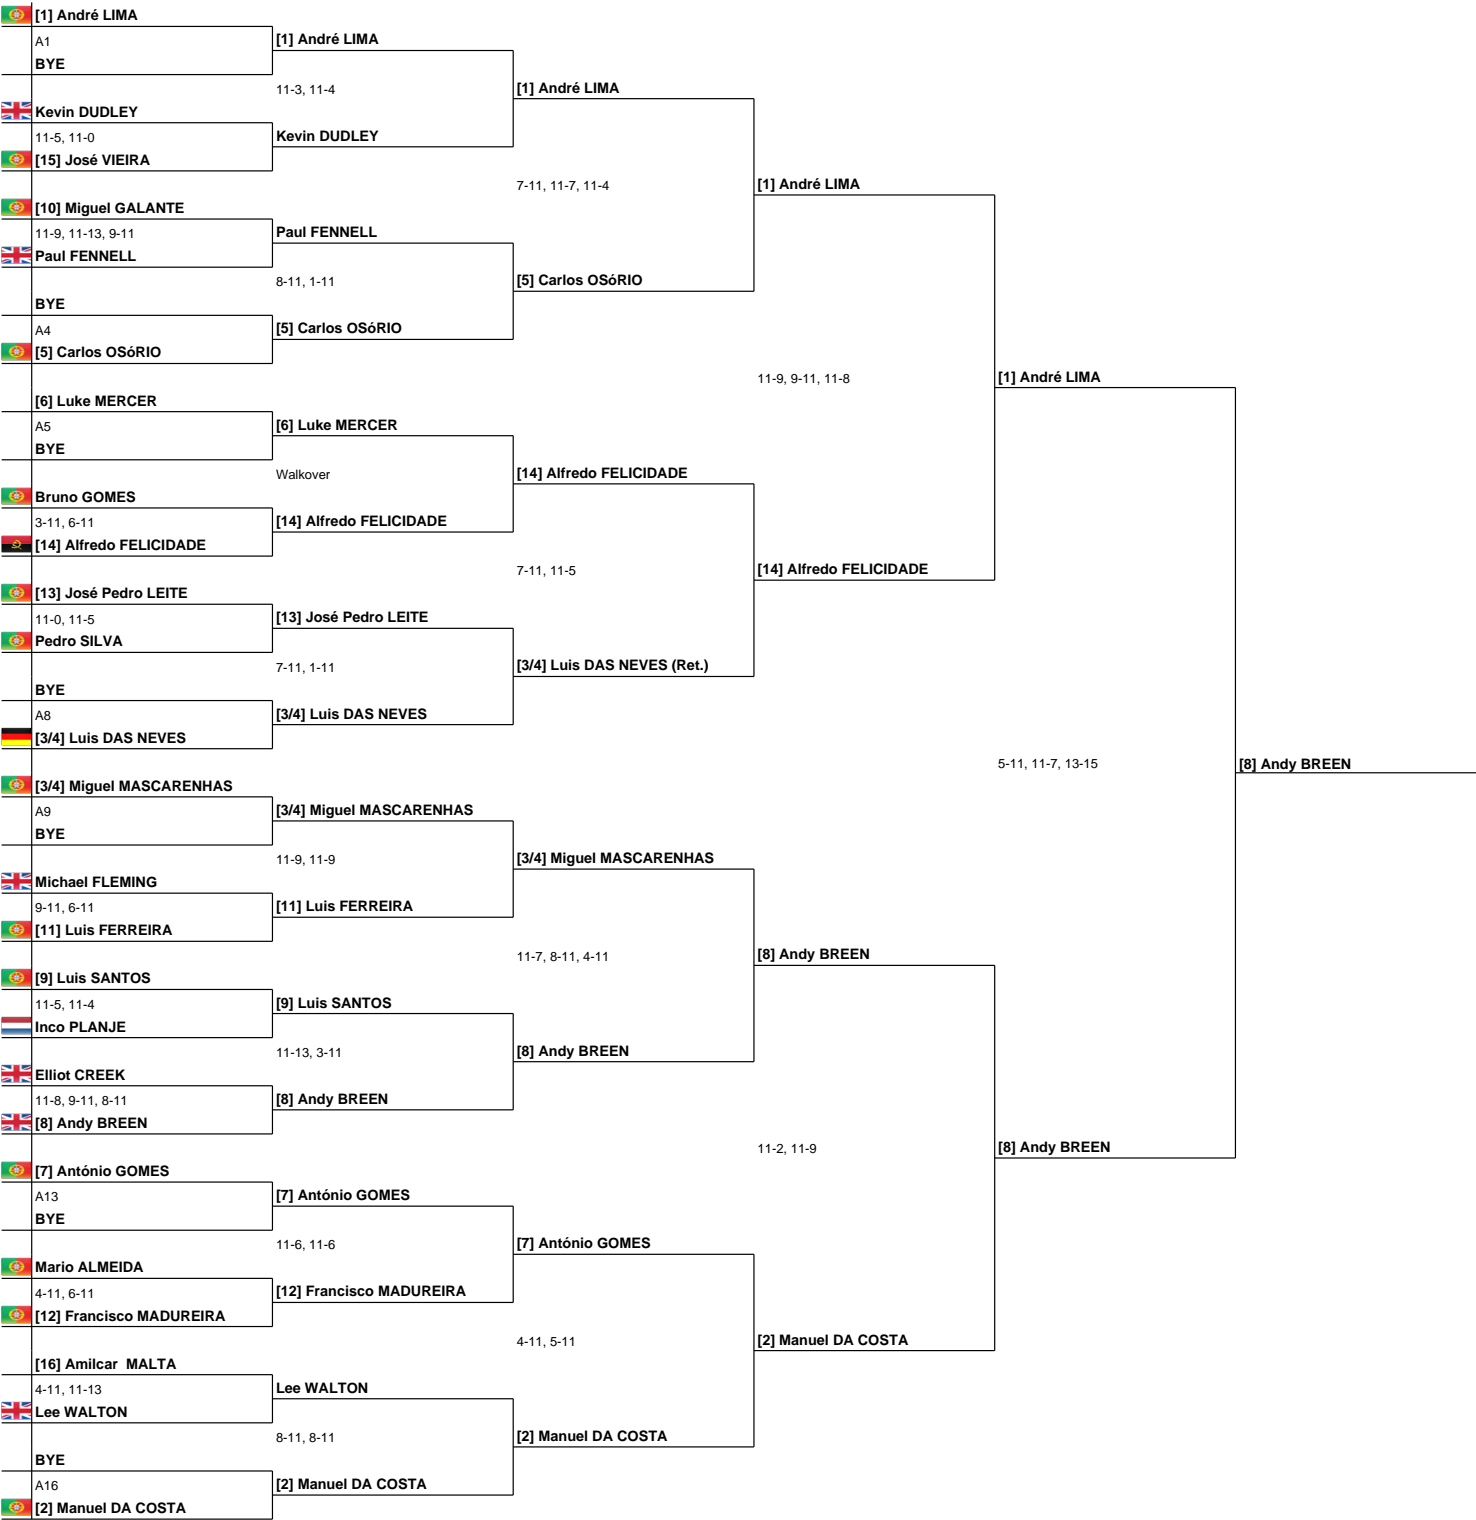 [1] André LIMA
A1
BYE
Kevin DUDLEY
11-5, 11-0
[15] José VIEIRA
[10] Miguel GALANTE
11-9, 11-13, 9-11
Paul FENNELL
BYE
A4
[5] Carlos OSóRIO
[6] Luke MERCER
A5
BYE
Bruno GOMES
3-11, 6-11
[14] Alfredo FELICIDADE
[13] José Pedro LEITE
11-0, 11-5
Pedro SILVA
BYE
A8
[3/4] Luis DAS NEVES
[3/4] Miguel MASCARENHAS
A9
BYE
Michael FLEMING
9-11, 6-11
[11] Luis FERREIRA
[9] Luis SANTOS
11-5, 11-4
Inco PLANJE
Elliot CREEK
11-8, 9-11, 8-11
[8] Andy BREEN
[7] António GOMES
A13
BYE
Mario ALMEIDA
4-11, 6-11
[12] Francisco MADUREIRA
[16] Amilcar  MALTA
4-11, 11-13
Lee WALTON
BYE
A16
[2] Manuel DA COSTA
[1] André LIMA
11-3, 11-4
Kevin DUDLEY
Paul FENNELL
8-11, 1-11
[5] Carlos OSóRIO
[6] Luke MERCER
Walkover
[14] Alfredo FELICIDADE
[13] José Pedro LEITE
7-11, 1-11
[3/4] Luis DAS NEVES
[3/4] Miguel MASCARENHAS
11-9, 11-9
[11] Luis FERREIRA
[9] Luis SANTOS
11-13, 3-11
[8] Andy BREEN
[7] António GOMES
11-6, 11-6
[12] Francisco MADUREIRA
Lee WALTON
8-11, 8-11
[2] Manuel DA COSTA
[1] André LIMA
7-11, 11-7, 11-4
[5] Carlos OSóRIO
[14] Alfredo FELICIDADE
7-11, 11-5
[3/4] Luis DAS NEVES (Ret.)
[3/4] Miguel MASCARENHAS
11-7, 8-11, 4-11
[8] Andy BREEN
[7] António GOMES
4-11, 5-11
[2] Manuel DA COSTA
[1] André LIMA
11-9, 9-11, 11-8
[14] Alfredo FELICIDADE
[8] Andy BREEN
11-2, 11-9
[2] Manuel DA COSTA
[1] André LIMA
5-11, 11-7, 13-15
[8] Andy BREEN
[8] Andy BREEN